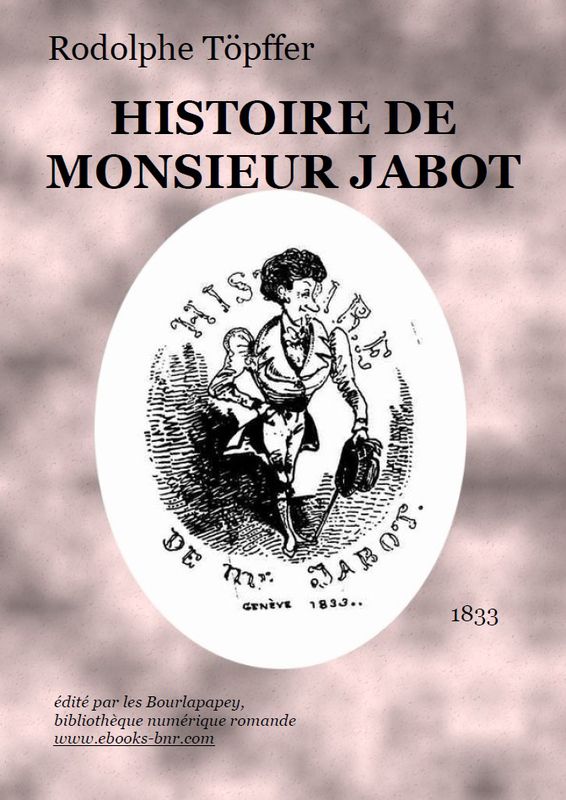 Rodolphe Töpffer
HISTOIRE DE
MONSIEUR JABOT
HISTOIRE
DE Mr. JABOT.
GENÈVE 1833..
1833
édité par les Bourlapapey,
bibliothèque numérique romande
www.ebooks-bnr.com